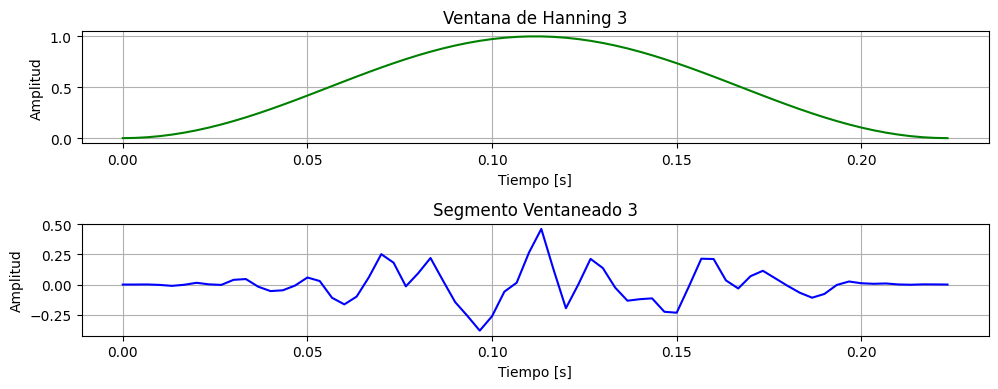 Ventana de Hanning 3
Amplitud
1.0
0.5
0.0
0.00 0.05 0.10 0.15 0.20
Tiempo [s]
Segmento Ventaneado 3
Amplitud
0.50
0.25
0.00
−0.25
0.00 0.05 0.10 0.15 0.20
Tiempo [s]